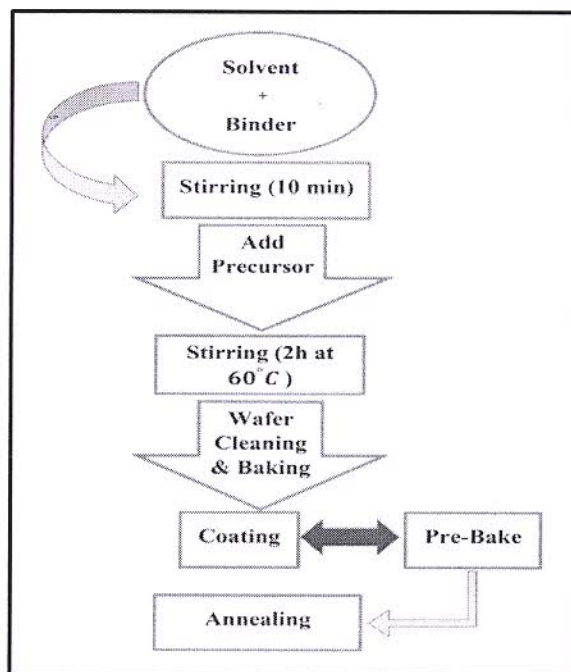 Solvent
+
Binder
Stirring (10 min)
Add
Precursor
Stirring (2h at
60°C )
Wafer
Cleaning
& Baking
Coating
Pre-Bake
Annealing